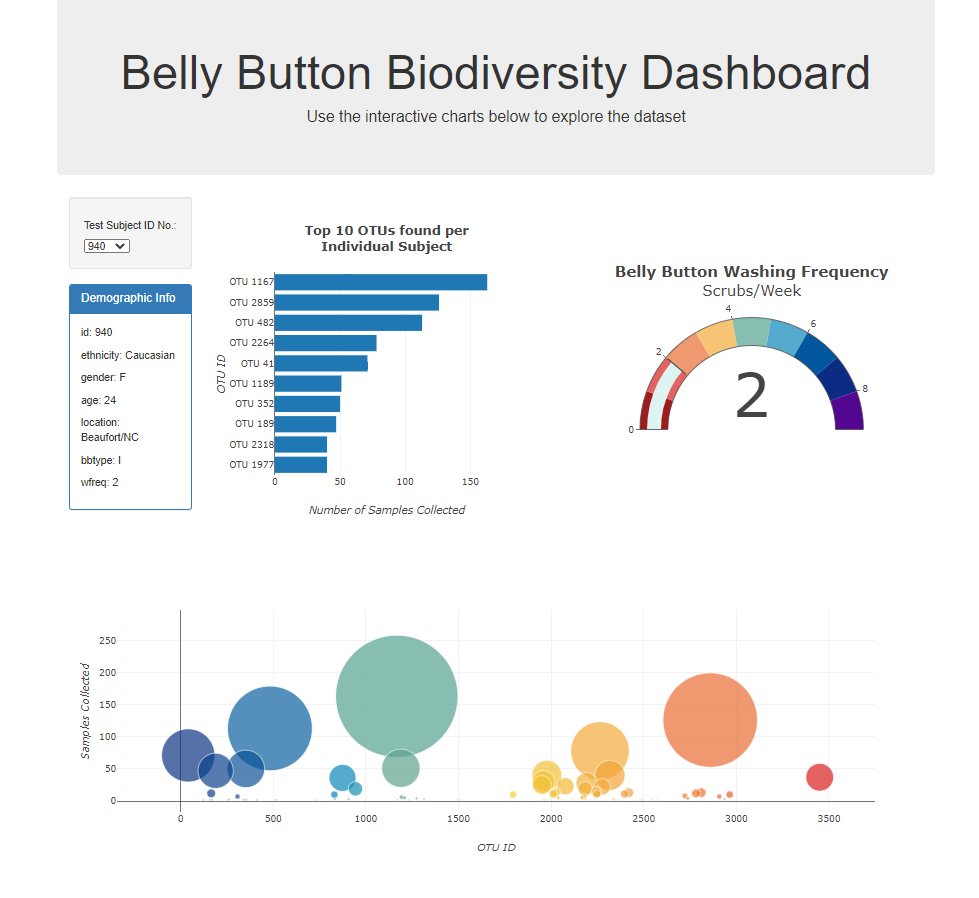 Belly Button Biodiversity Dashboard
Use the interactive charts below to explore the dataset
Test Subject ID No.:
940
Demographic Info
id: 940
ethnicity: Caucasian
gender: F
age: 24
location:
Beaufort/NC
bbtype: I
wfreq: 2
Top 10 OTUs found per
Individual Subject
OTU ID
OTU 1167
OTU 2859
OTU 482
OTU 2264
OTU 41
OTU 1189
OTU 352
OTU 189
OTU 2318
OTU 1977
0 50 100 150
Number of Samples Collected
Belly Button Washing Frequency
Scrubs/Week
0
2
4
6
8
2
Samples Collected
250
200
150
100
50
0
0 500 1000 1500 2000 2500 3000 3500
OTU ID